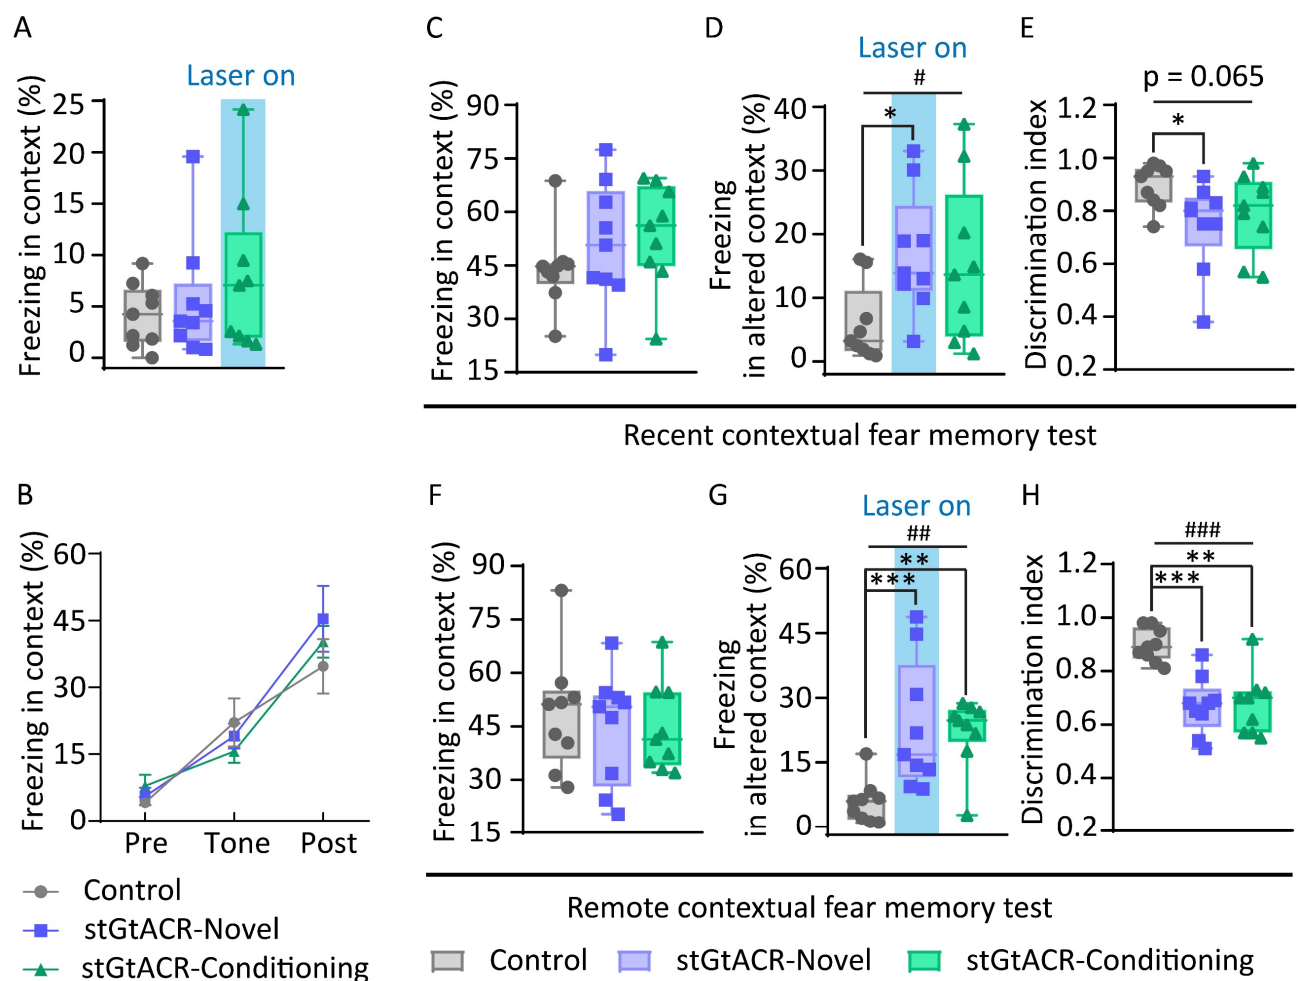 A
Laser on
Freezing in context (%)
25
20
15
10
5
0
C
Freezing in context (%)
90
75
60
45
30
15
D
Laser on
#
*
Freezing
in altered context (%)
40
30
20
10
0
E
p = 0.065
*
Discrimination index
1.2
1.0
0.8
0.6
0.4
0.2
Recent contextual fear memory test
B
Freezing in context (%)
60
45
30
15
0
Pre Tone Post
Control
stGtACR-Novel
stGtACR-Conditioning
F
Freezing in context (%)
90
75
60
45
30
15
G
Laser on
##
**
***
Freezing
in altered context (%)
60
45
30
15
0
H
###
**
***
Discrimination index
1.2
1.0
0.8
0.6
0.4
0.2
Remote contextual fear memory test
Control stGtACR-Novel stGtACR-Conditioning